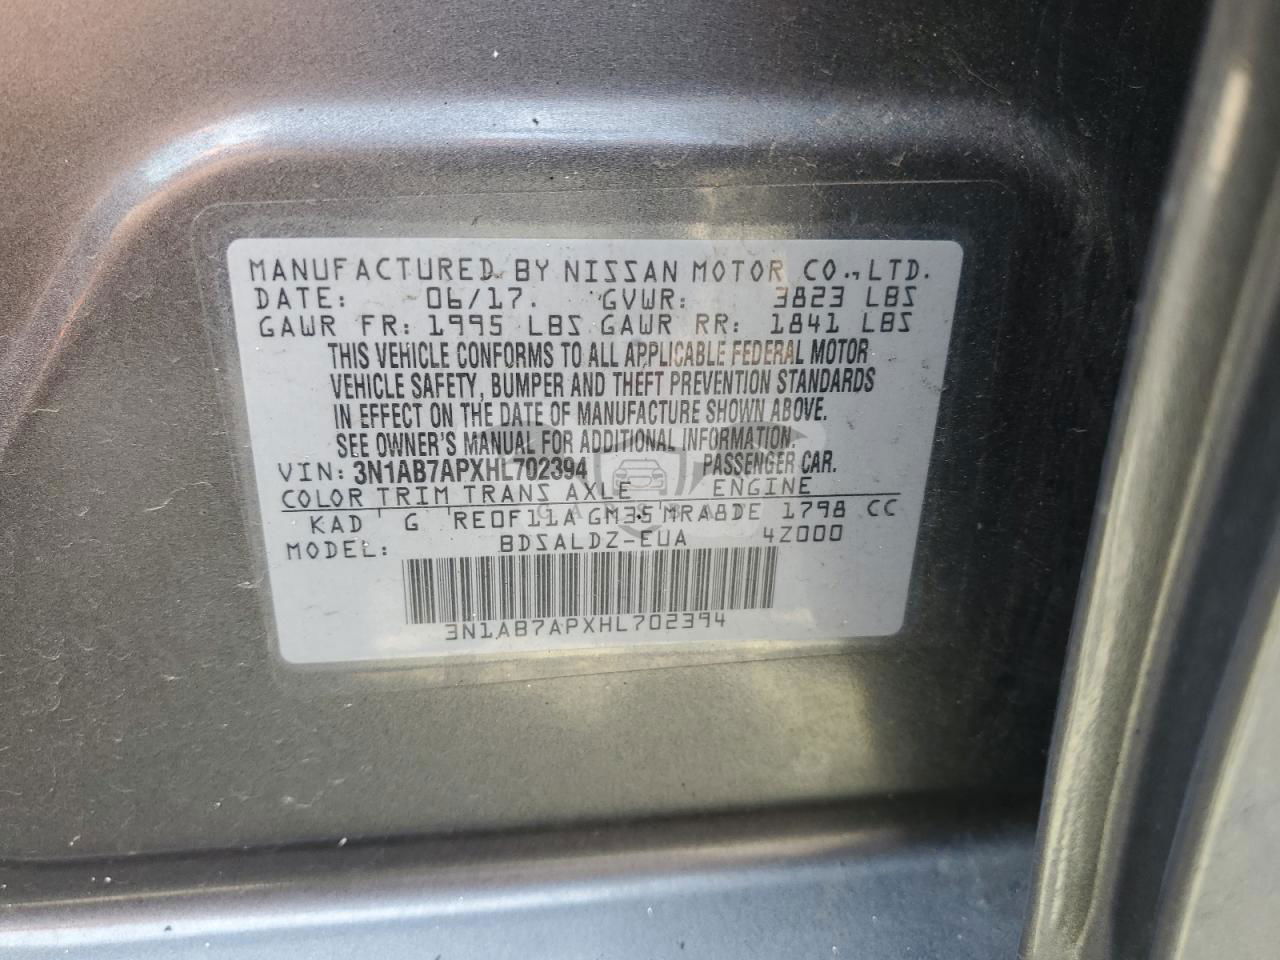 MANUFACTURED BY NISSAN MOTOR CO., LTD.
DATE: 06/17. GVWR: 3823 LBS
GAWR FR: 1995 LBS GAWR RR: 1841 LBS
THIS VEHICLE CONFORMS TO ALL APPLICABLE FEDERAL MOTOR
VEHICLE SAFETY, BUMPER AND THEFT PREVENTION STANDARDS
IN EFFECT ON THE DATE OF MANUFACTURE SHOWN ABOVE.
SEE OWNER'S MANUAL FOR ADDITIONAL INFORMATION.
VIN: 3N1AB7APXHL702394 PASSENGER CAR.
COLOR TRIM TRANS AXLE ENGINE
KAD G RE0F11A GM35 MRA8DE 1798 CC
MODEL: BDSALDZ-EUA 4Z000
3N1AB7APXHL702394